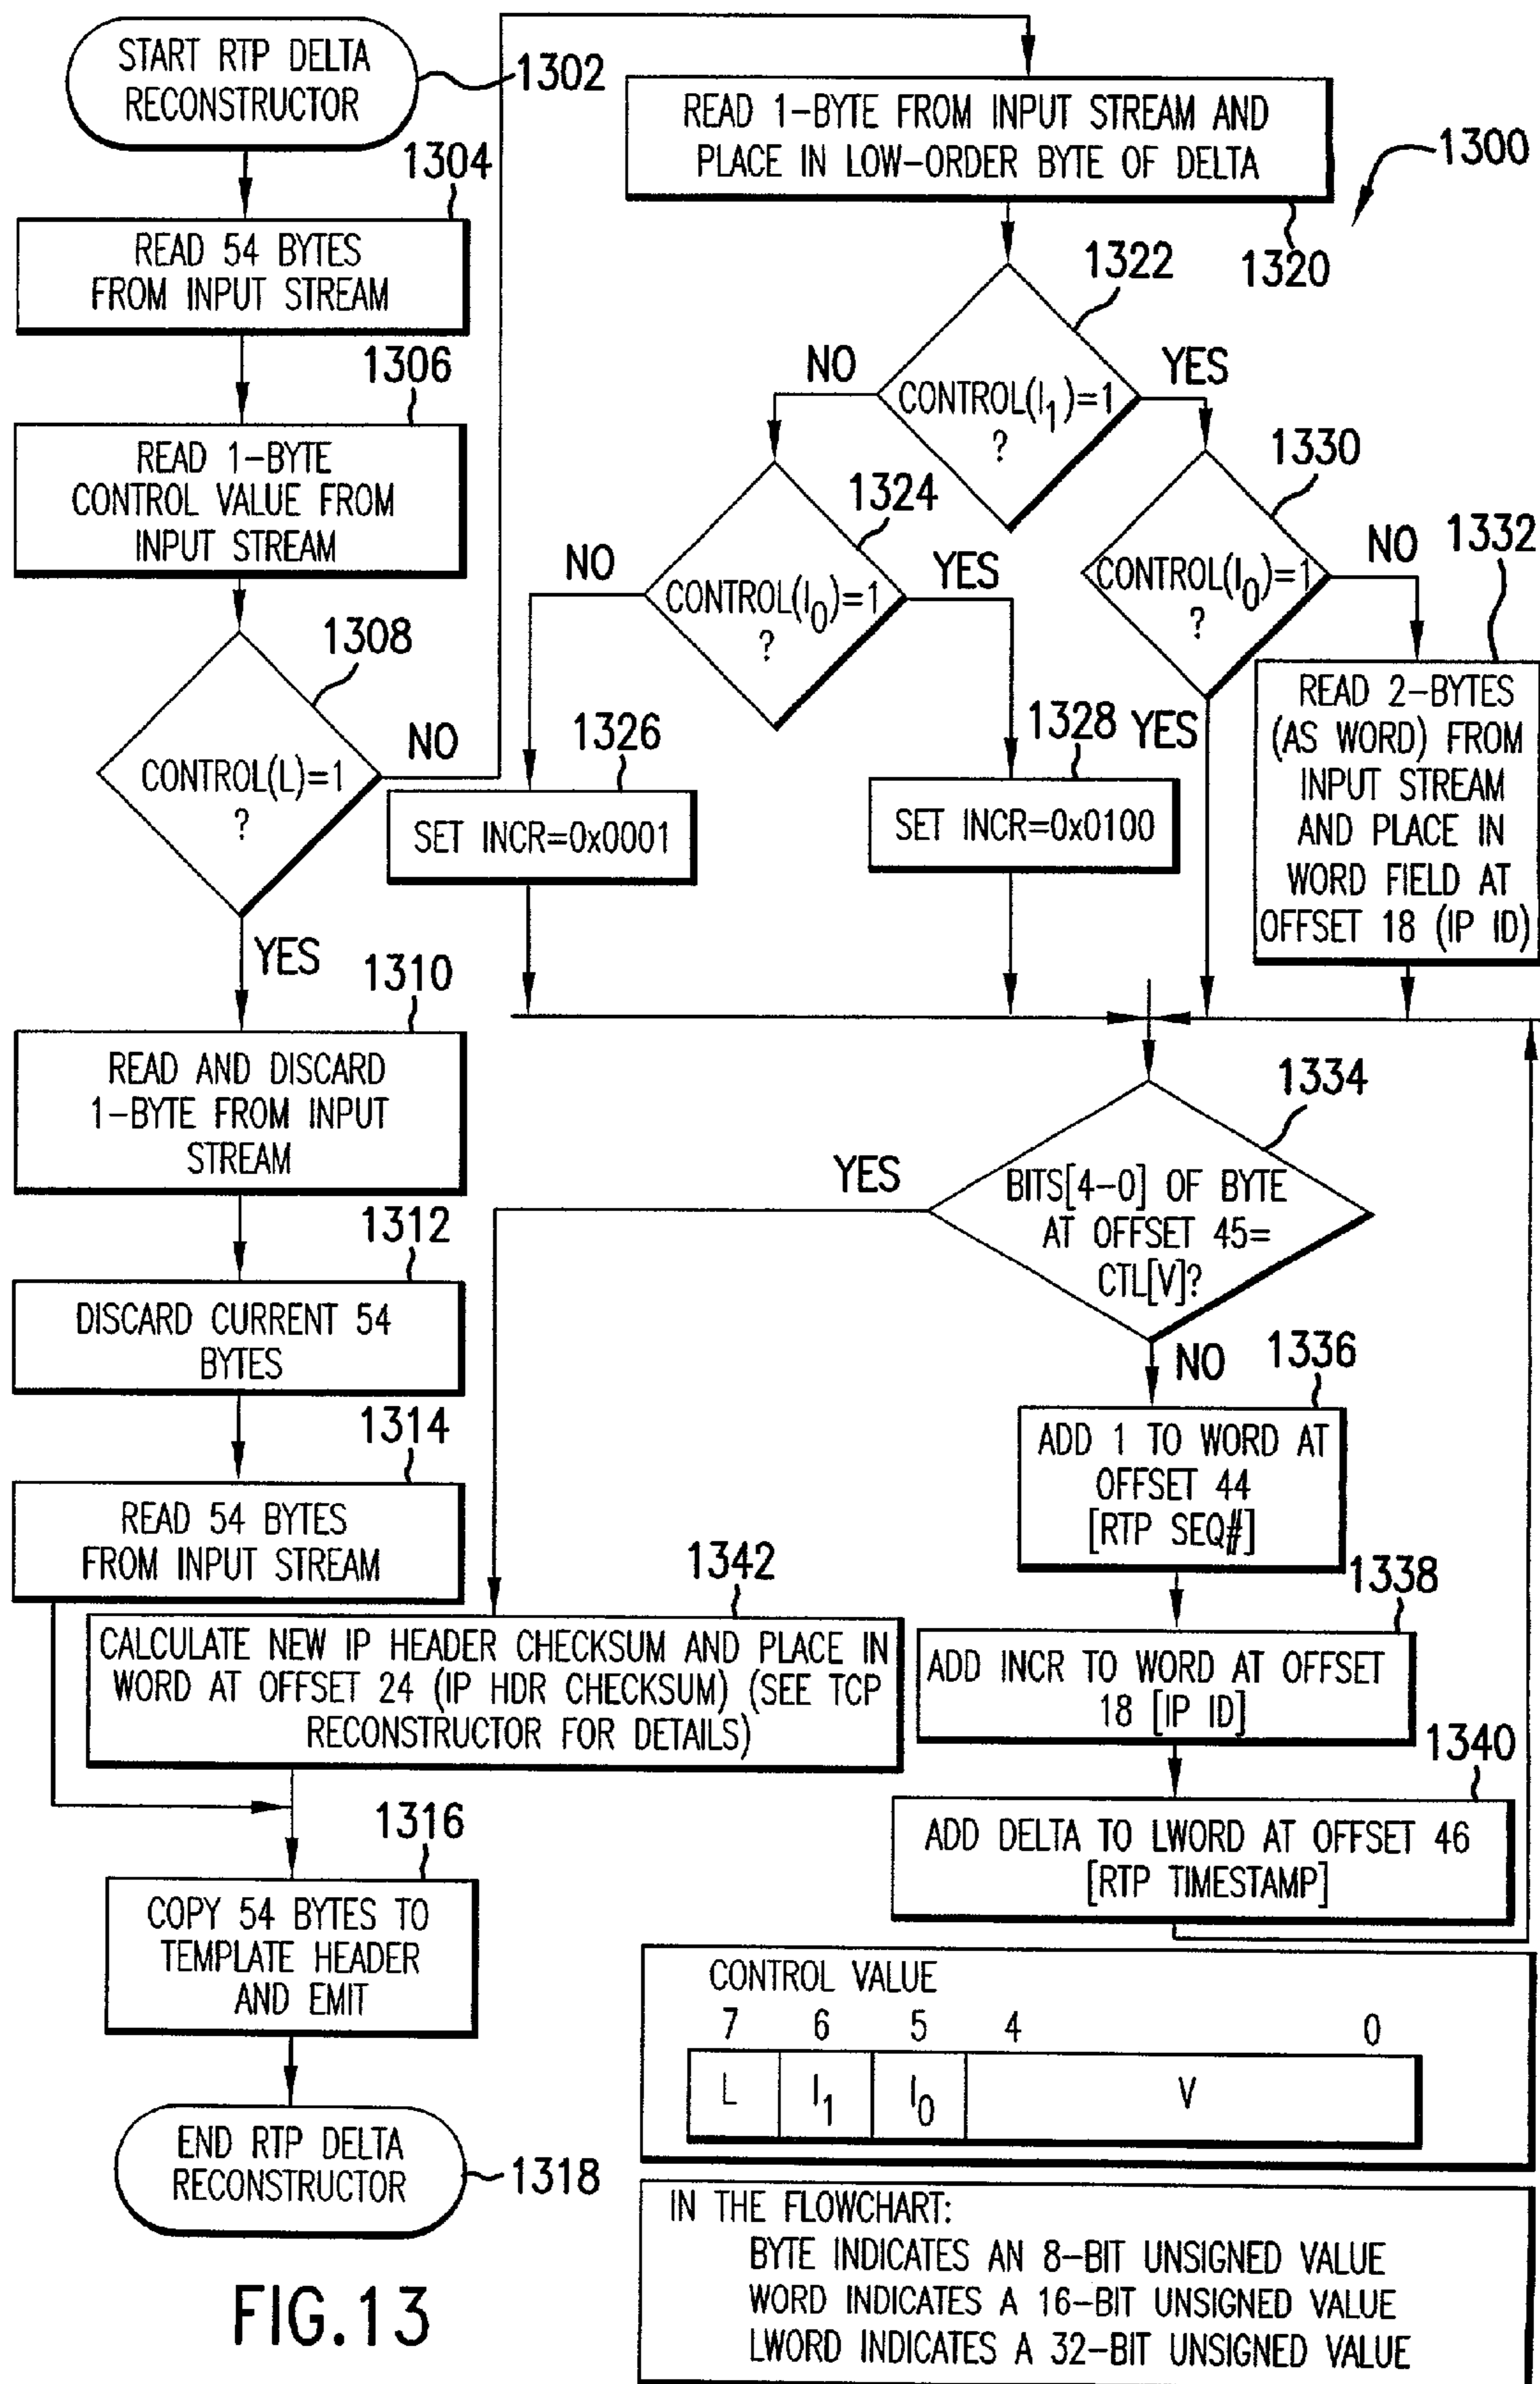 START RTP DELTA
RECONSTRUCTOR
1302
1304
READ 54 BYTES
FROM INPUT STREAM
1306
READ 1-BYTE
CONTROL VALUE FROM
INPUT STREAM
1308
CONTROL(L)=1
?
NO
YES
1310
READ AND DISCARD
1-BYTE FROM INPUT
STREAM
1312
DISCARD CURRENT 54
BYTES
1314
READ 54 BYTES
FROM INPUT STREAM
1300
READ 1-BYTE FROM INPUT STREAM AND
PLACE IN LOW-ORDER BYTE OF DELTA
1320
1322
CONTROL(I1)=1
?
NO
YES
1324
CONTROL(I0)=1
?
NO
YES
1326
SET INCR=0x0001
1328
SET INCR=0x0100
1330
CONTROL(I0)=1
?
YES
NO
1332
READ 2-BYTES
(AS WORD) FROM
INPUT STREAM
AND PLACE IN
WORD FIELD AT
OFFSET 18 (IP ID)
1334
BITS[4-0] OF BYTE
AT OFFSET 45=
CTL[V]?
YES
NO
1336
ADD 1 TO WORD AT
OFFSET 44
[RTP SEQ#]
1338
ADD INCR TO WORD AT OFFSET
18 [IP ID]
1340
ADD DELTA TO LWORD AT OFFSET 46
[RTP TIMESTAMP]
1342
CALCULATE NEW IP HEADER CHECKSUM AND PLACE IN
WORD AT OFFSET 24 (IP HDR CHECKSUM) (SEE TCP
RECONSTRUCTOR FOR DETAILS)
1316
COPY 54 BYTES TO
TEMPLATE HEADER
AND EMIT
END RTP DELTA
RECONSTRUCTOR
1318
CONTROL VALUE
7 6 5 4 0
L I1 I0 V
IN THE FLOWCHART:
BYTE INDICATES AN 8-BIT UNSIGNED VALUE
WORD INDICATES A 16-BIT UNSIGNED VALUE
LWORD INDICATES A 32-BIT UNSIGNED VALUE
FIG.13